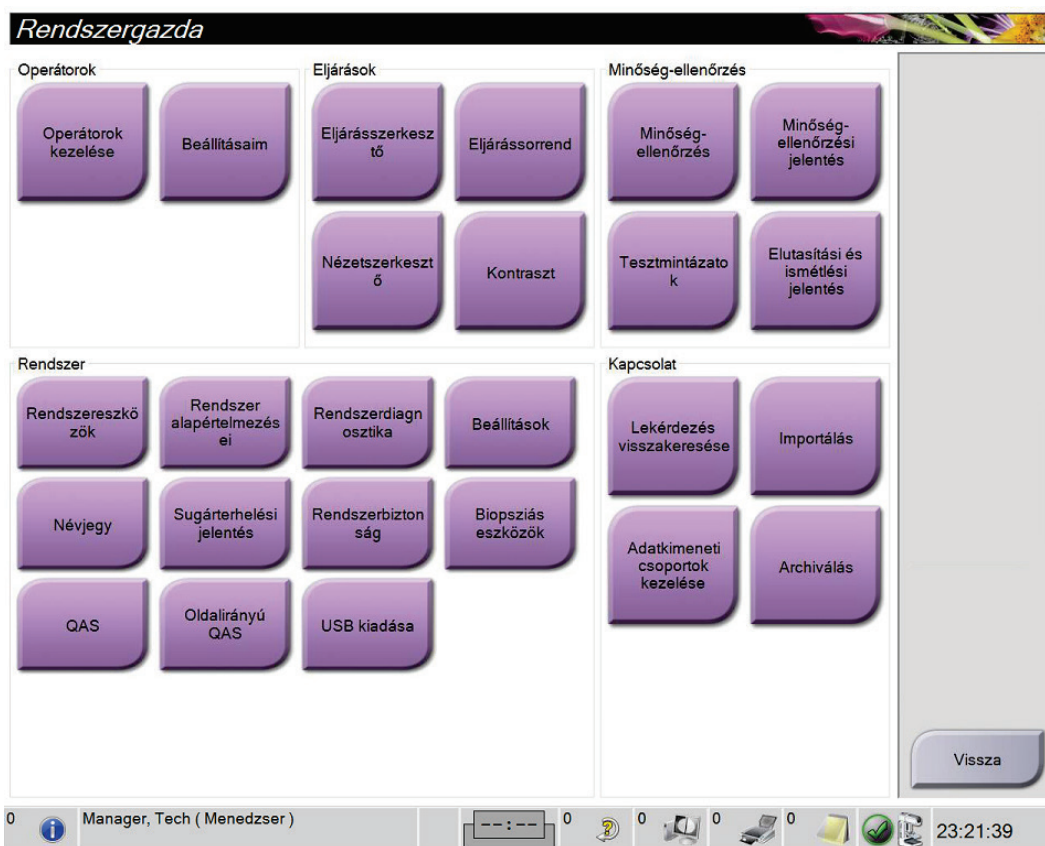 Rendszergazda
Operátorok
Operátorok
kezelése
Beállításaim
Eljárások
Eljárásszerkesz
tő
Eljárássorrend
Nézetszerkeszt
ő
Kontraszt
Minőség-ellenőrzés
Minőség-
ellenőrzés
Minőség-
ellenőrzési
jelentés
Tesztmintázato
k
Elutasítási és
ismétlési
jelentés
Rendszer
Rendszereszkö
zök
Rendszer
alapértelmezés
ei
Rendszerdiagn
osztika
Beállítások
Névjegy
Sugárterhelési
jelentés
Rendszerbizton
ság
Biopsziás
eszközök
QAS
Oldalirányú
QAS
USB kiadása
Kapcsolat
Lekérdezés
visszakeresése
Importálás
Adatkimeneti
csoportok
kezelése
Archiválás
Vissza
0
Manager, Tech ( Menedzser )
--:--
0
0
0
0
23:21:39